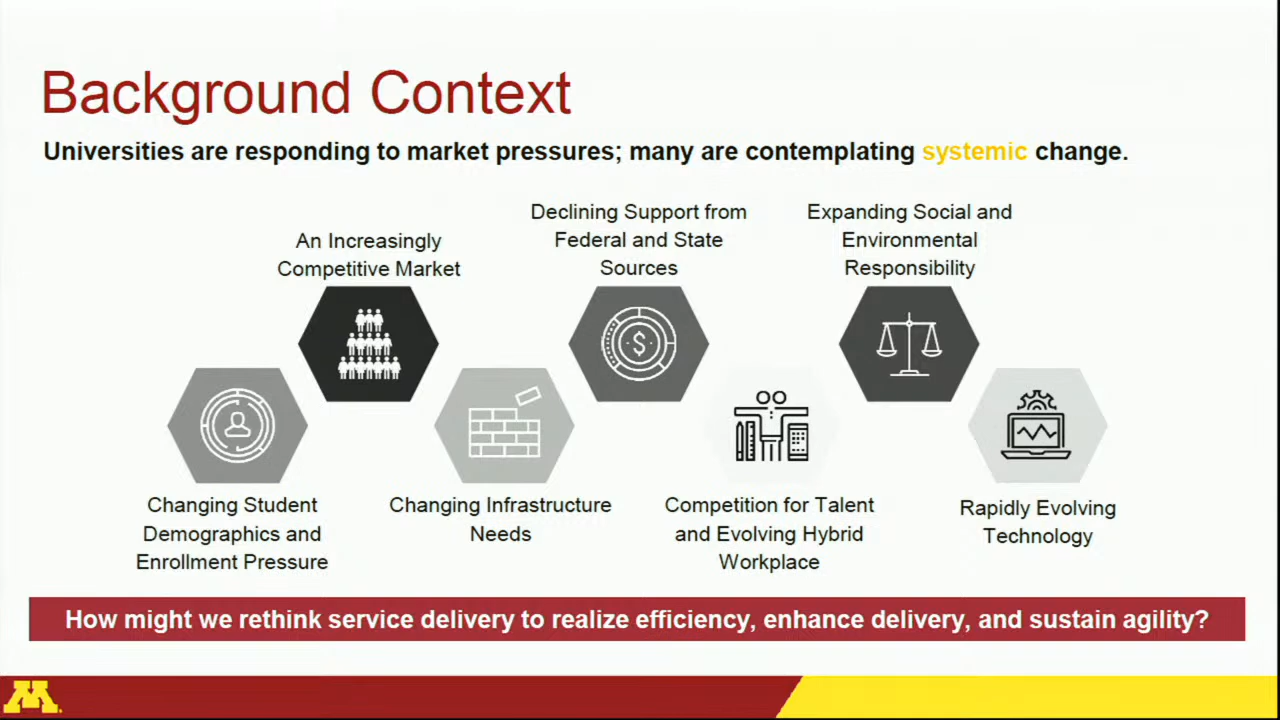 Background Context
Universities are responding to market pressures; many are contemplating systemic change.
An Increasingly
Competitive Market
Declining Support from
Federal and State
Sources
Expanding Social and
Environmental
Responsibility
$
Changing Student
Demographics and
Enrollment Pressure
Changing Infrastructure
Needs
Competition for Talent
and Evolving Hybrid
Workplace
Rapidly Evolving
Technology
How might we rethink service delivery to realize efficiency, enhance delivery, and sustain agility?
M